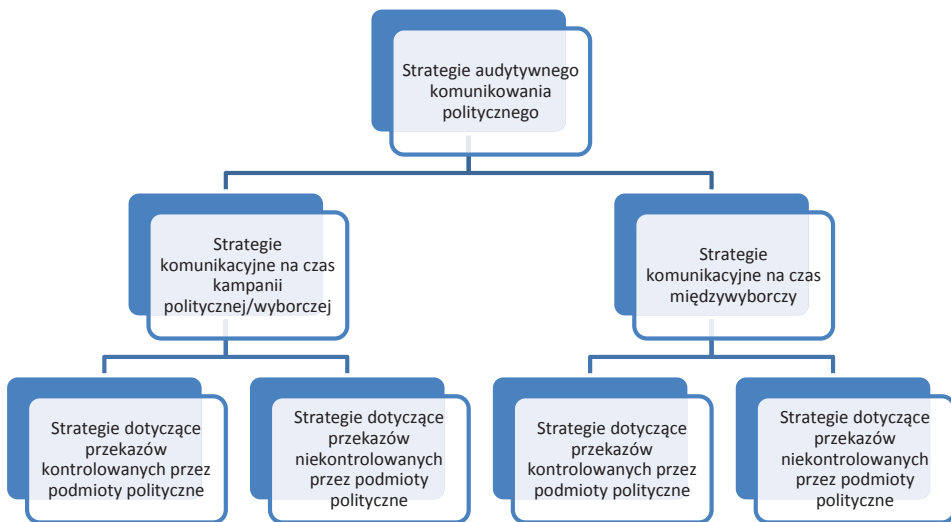 Strategie audytywnego
komunikowania
politycznego
Strategie
komunikacyjne na czas
kampanii
politycznej/wyborczej
Strategie
komunikacyjne na czas
międzywyborczy
Strategie dotyczące
przekazów
kontrolowanych przez
podmioty polityczne
Strategie dotyczące
przekazów
niekontrolowanych
przez podmioty
polityczne
Strategie dotyczące
przekazów
kontrolowanych przez
podmioty polityczne
Strategie dotyczące
przekazów
niekontrolowanych
przez podmioty
polityczne